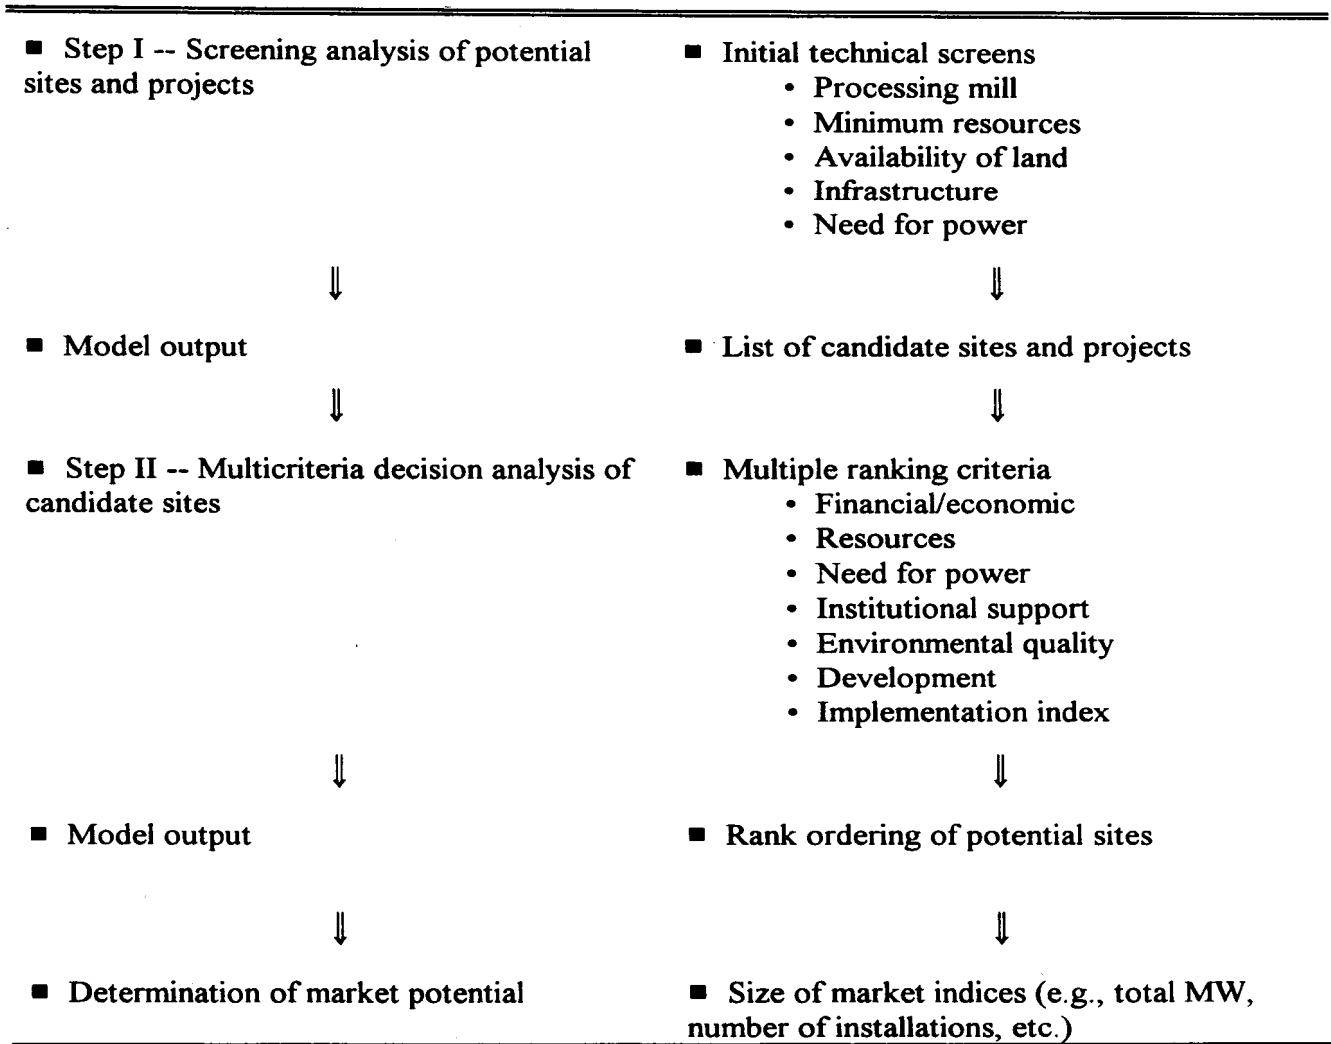 ■ Step I -- Screening analysis of potential
sites and projects
■ Initial technical screens
• Processing mill
• Minimum resources
• Availability of land
• Infrastructure
• Need for power
⇓ ⇓
■ Model output
■ List of candidate sites and projects
⇓ ⇓
■ Step II -- Multicriteria decision analysis of
candidate sites
■ Multiple ranking criteria
• Financial/economic
• Resources
• Need for power
• Institutional support
• Environmental quality
• Development
• Implementation index
⇓ ⇓
■ Model output
■ Rank ordering of potential sites
⇓ ⇓
■ Determination of market potential
■ Size of market indices (e.g., total MW,
number of installations, etc.)